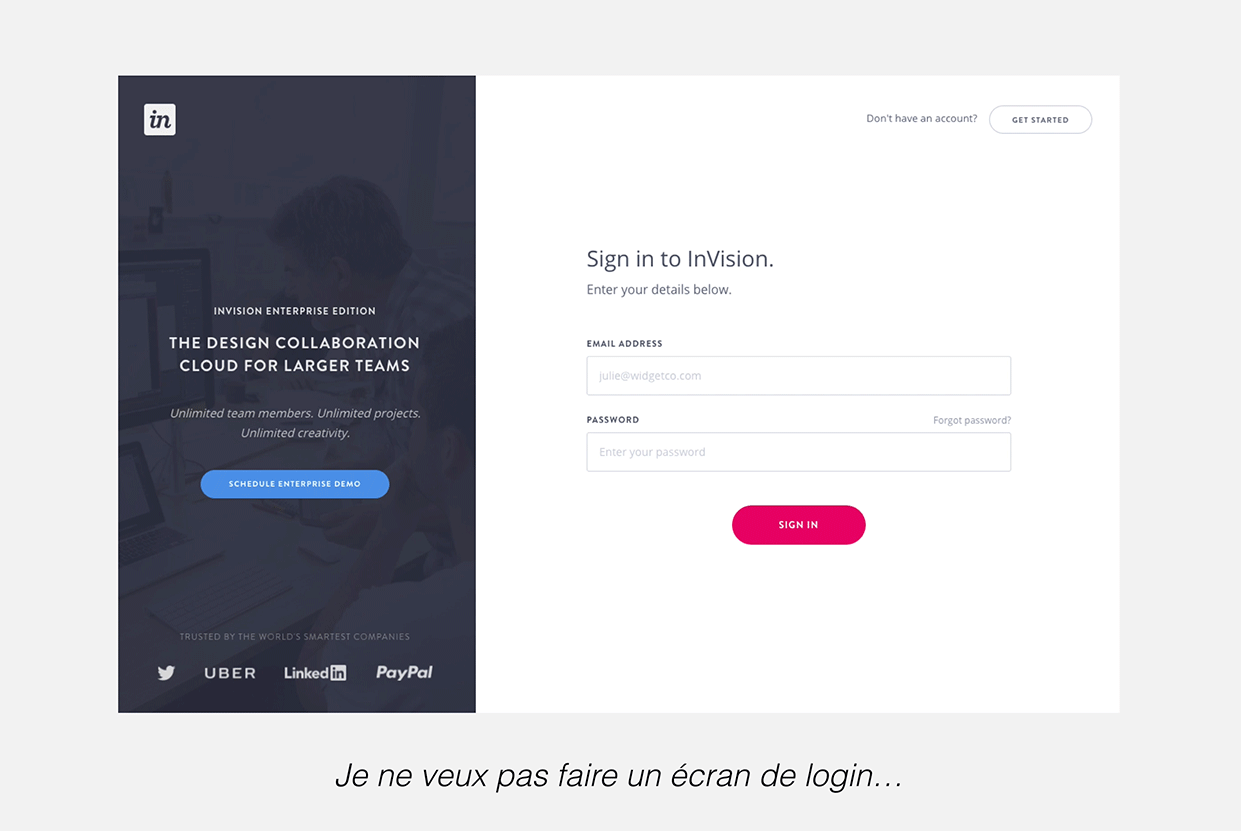 in
Don't have an account?
GET STARTED
Sign in to InVision.
Enter your details below.
INVISION ENTERPRISE EDITION
THE DESIGN COLLABORATION
CLOUD FOR LARGER TEAMS
Unlimited team members. Unlimited projects.
Unlimited creativity.
SCHEDULE ENTERPRISE DEMO
EMAIL ADDRESS
julie@widgetco.com
PASSWORD
Forgot password?
Enter your password
SIGN IN
TRUSTED BY THE WORLD'S SMARTEST COMPANIES
UBER
Linkedin
PayPal
Je ne veux pas faire un écran de login…